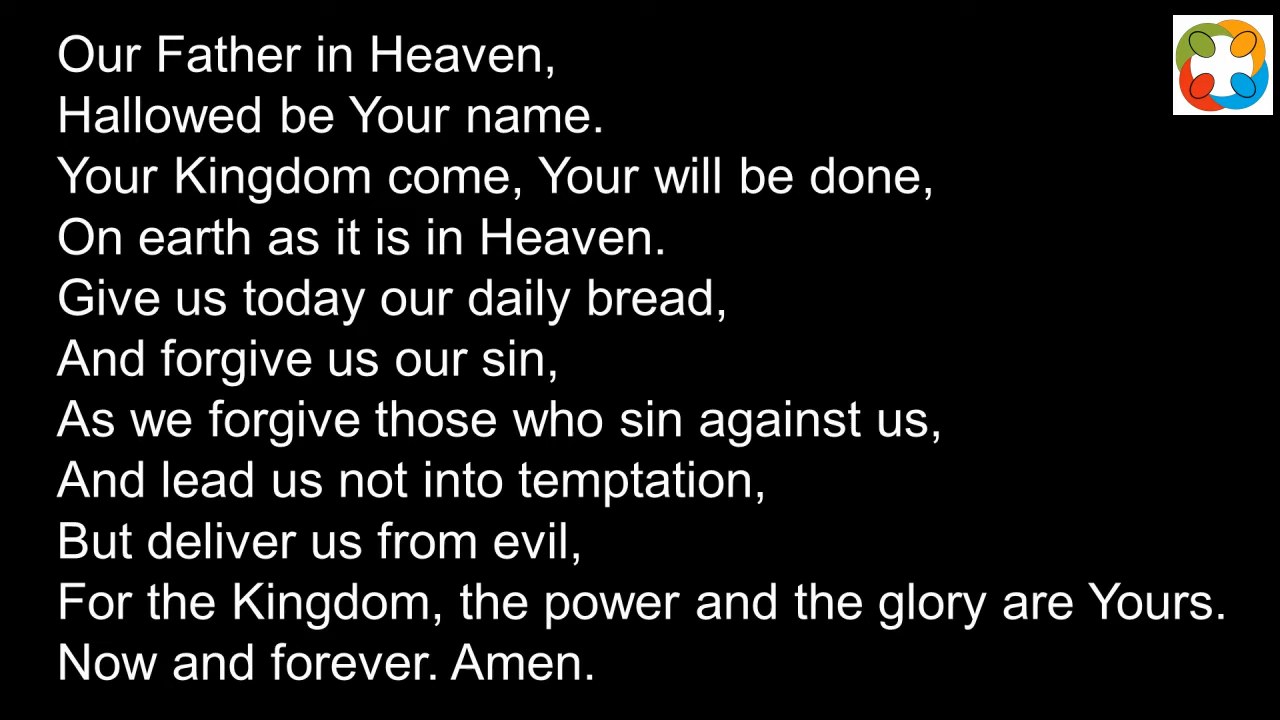 Our Father in Heaven,
Hallowed be Your name.
Your Kingdom come, Your will be done,
On earth as it is in Heaven.
Give us today our daily bread,
And forgive us our sin,
As we forgive those who sin against us,
And lead us not into temptation,
But deliver us from evil,
For the Kingdom, the power and the glory are Yours.
Now and forever. Amen.